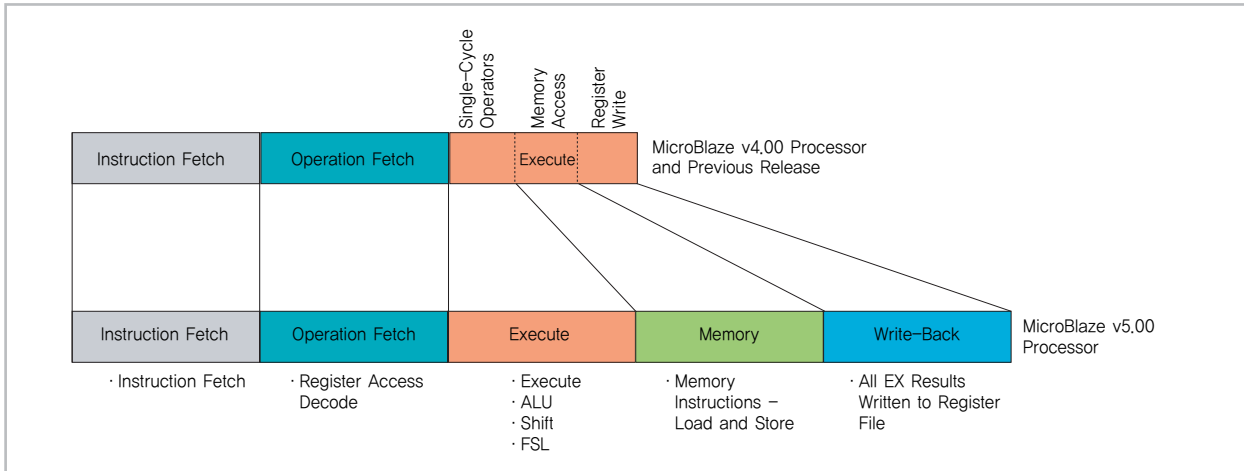 Single-Cycle
Operators
Memory
Access
Register
Write
Instruction Fetch
Operation Fetch
Execute
MicroBlaze v4,00 Processor
and Previous Release
Instruction Fetch
Operation Fetch
Execute
Memory
Write-Back
MicroBlaze v5,00
Processor
· Instruction Fetch
· Register Access
Decode
· Execute
· ALU
· Shift
· FSL
· Memory
Instructions -
Load and Store
· All EX Results
Written to Register
File